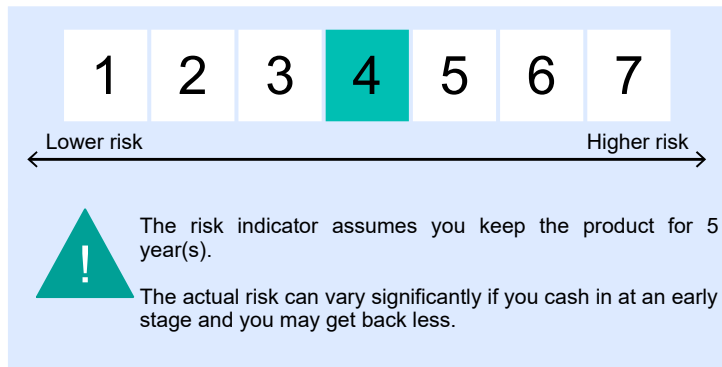 1 2 3 4 5 6 7
Lower risk Higher risk
!
The risk indicator assumes you keep the product for 5
year(s).
The actual risk can vary significantly if you cash in at an early
stage and you may get back less.